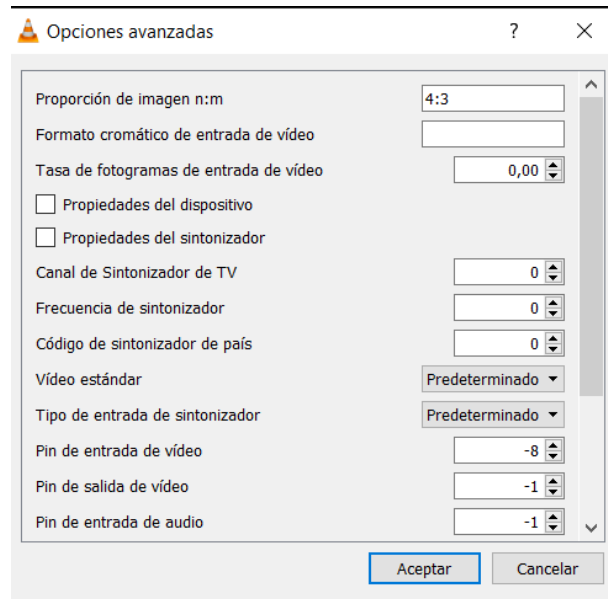 Opciones avanzadas ?
Proporción de imagen n:m 4:3
Formato cromático de entrada de vídeo
Tasa de fotogramas de entrada de vídeo 0,00
Propiedades del dispositivo
Propiedades del sintonizador
Canal de Sintonizador de TV 0
Frecuencia de sintonizador 0
Código de sintonizador de país 0
Vídeo estándar Predeterminado
Tipo de entrada de sintonizador Predeterminado
Pin de entrada de vídeo -8
Pin de salida de vídeo -1
Pin de entrada de audio -1
Aceptar Cancelar